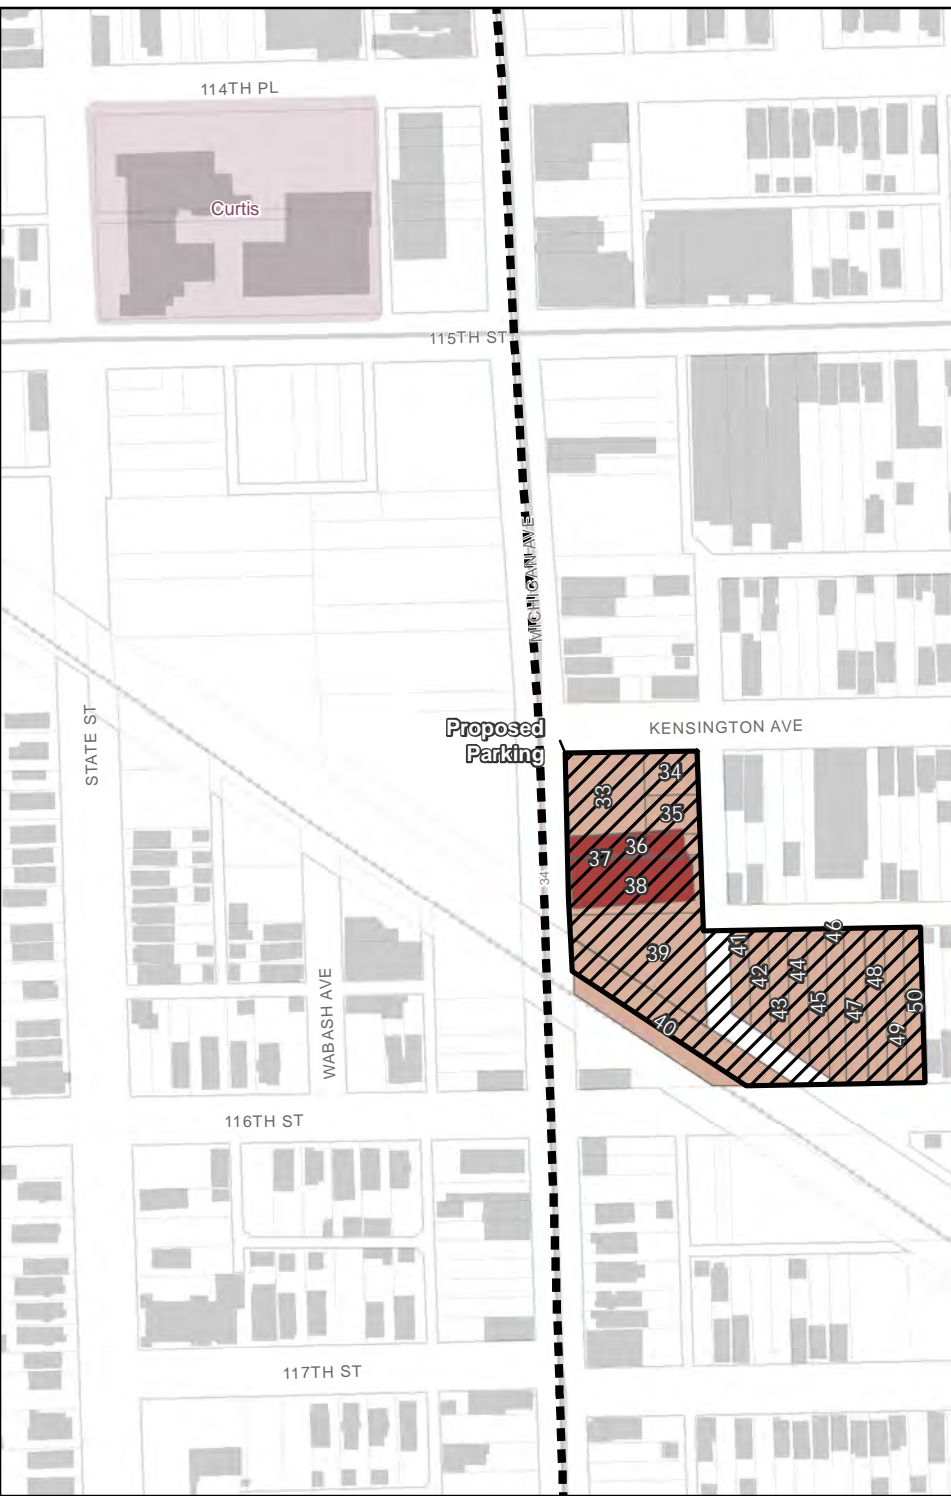 114TH PL
Curtis
115TH ST
MICHIGAN AVE
STATE ST
KENSINGTON AVE
Proposed
Parking
34
33
35
36
37
38
34
39
40
41
42
43
44
45
46
47
48
49
50
WABASH AVE
116TH ST
117TH ST